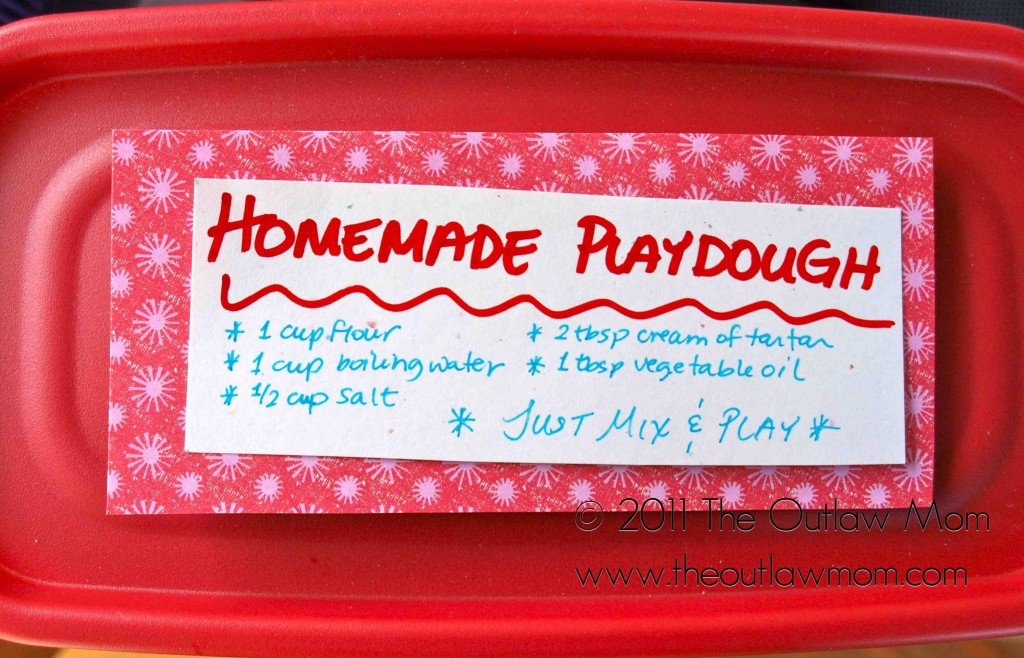 HOMEMADE PLAYDOUGH
* 1 cup flour
* 1 cup boiling water
* 1/2 cup salt
* 2 tbsp cream of tartar
* 1 tbsp vegetable oil
* JUST MIX & PLAY *
© 2011 The Outlaw Mom
www.theoutlawmom.com